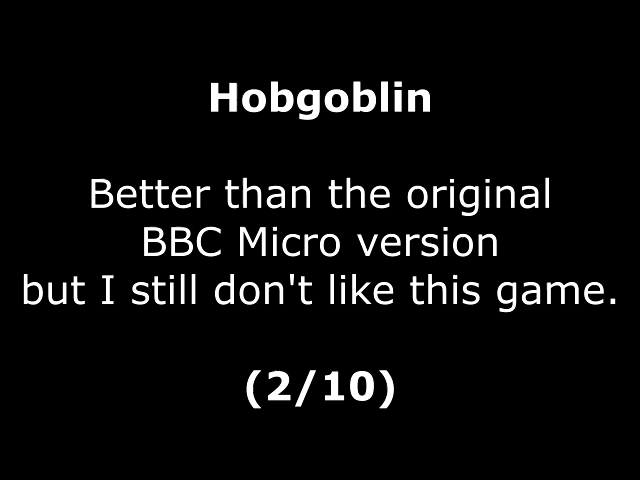 Hobgoblin
Better than the original
BBC Micro version
but I still don't like this game.
(2/10)